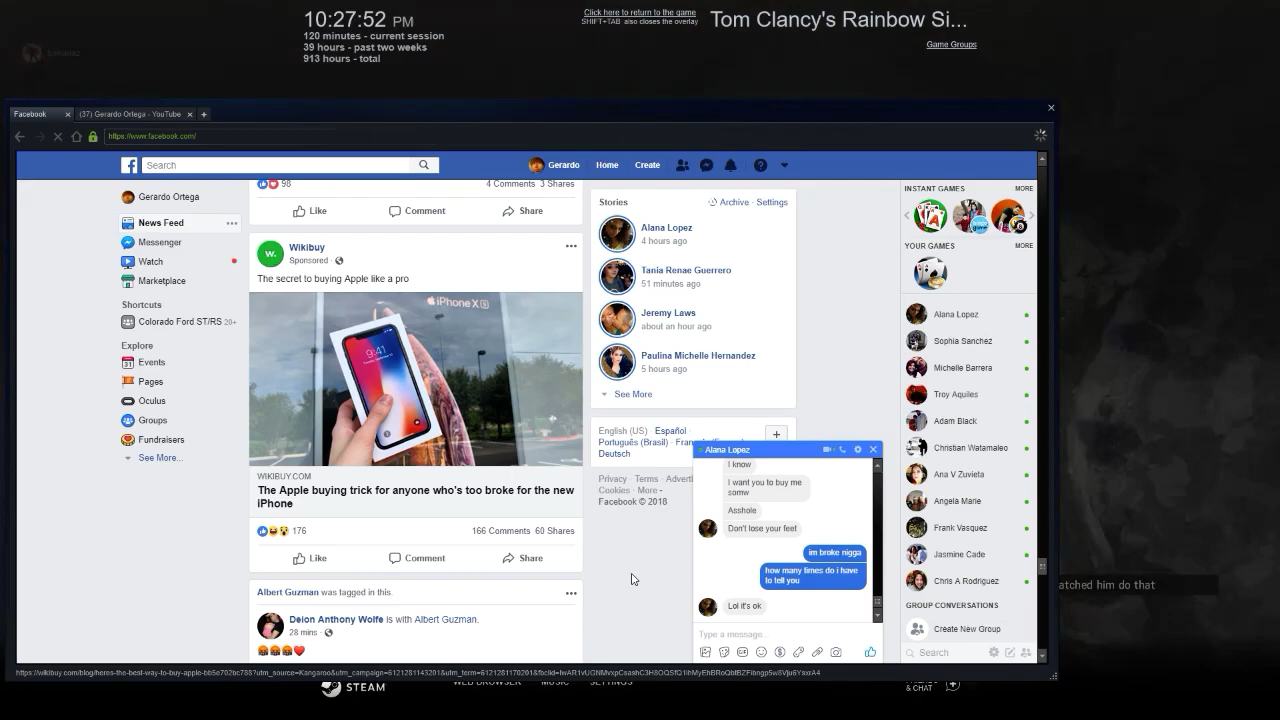 10:27:52 PM
120 minutes - current session
39 hours - past two weeks
913 hours - total
Click here to return to the game
SHIFT+TAB also closes the overlay
Tom Clancy's Rainbow Si...
Game Groups
Facebook
(37) Gerardo Ortega - YouTube
https://www.facebook.com/
Search
Gerardo
Home
Create
Gerardo Ortega
News Feed
Messenger
Watch
Marketplace
Shortcuts
Colorado Ford ST/RS 20+
Explore
Events
31
Pages
Oculus
Groups
Fundraisers
See More...
98
4 Comments 3 Shares
Like
Comment
Share
w.
Wikibuy
Sponsored
The secret to buying Apple like a pro
iPhone X S
9:41
WIKIBUY.COM
The Apple buying trick for anyone who's too broke for the new
iPhone
176
166 Comments 60 Shares
Like
Comment
Share
Albert Guzman was tagged in this.
Deion Anthony Wolfe is with Albert Guzman.
28 mins
Stories
Archive · Settings
Alana Lopez
4 hours ago
Tania Renae Guerrero
51 minutes ago
Jeremy Laws
about an hour ago
Paulina Michelle Hernandez
5 hours ago
See More
English (US) Español
Português (Brasil)
Deutsch
Privacy · Terms
Cookies · More
Facebook © 2018
Alana Lopez
I know
I want you to buy me
somw
Asshole
Don't lose your feet
im broke nigga
how many times do i have
to tell you
Lol it's ok
Type a message...
INSTANT GAMES
MORE
YOUR GAMES
MORE
Alana Lopez
Sophia Sanchez
Michelle Barrera
Troy Aquiles
Adam Black
Christian Watamaleo
Ana V Zuvieta
Angela Marie
Frank Vasquez
Jasmine Cade
Chris A Rodriguez
GROUP CONVERSATIONS
Create New Group
Search
atched him do that
STEAM
WEB BROWSER
MUSIC
SETTINGS
& CHAT